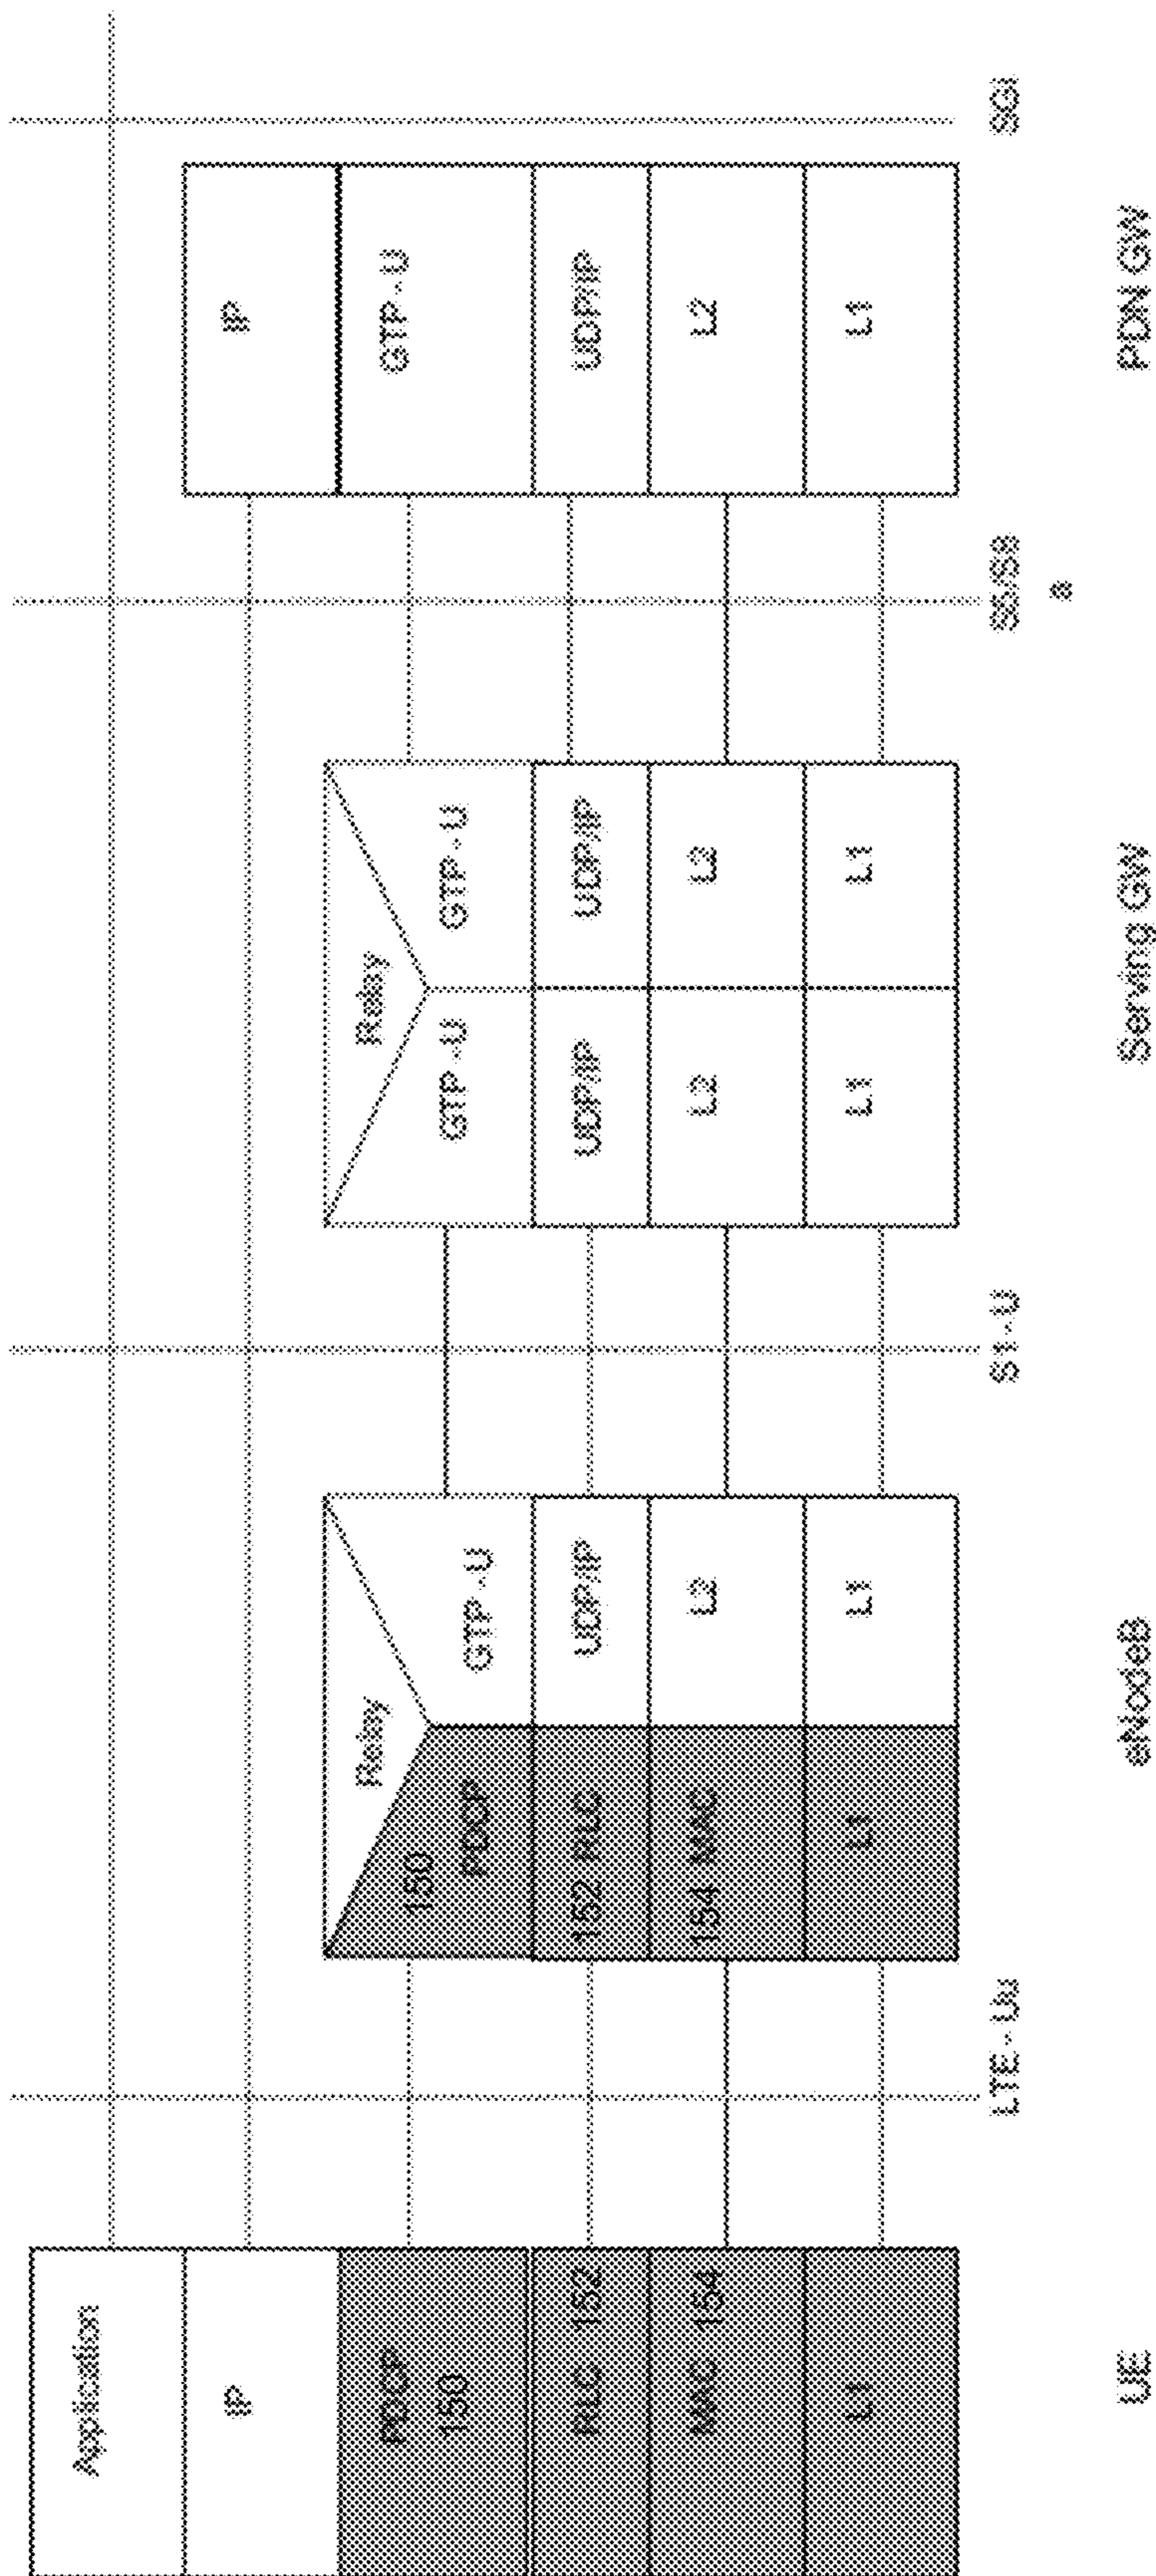 Application
IP
PDCP
150
RLC 152
MAC 154
L1
UE
LTE - Uu
Relay
150
PDCP
GTP - U
152 RLC
UDP/IP
154 MAC
L2
L1
L1
eNodeB
S1 - U
Relay
GTP - U
GTP - U
UDP/IP
UDP/IP
L2
L2
L1
L1
Serving GW
S5/S8
a
IP
GTP - U
UDP/IP
L2
L1
PDN GW
SGi